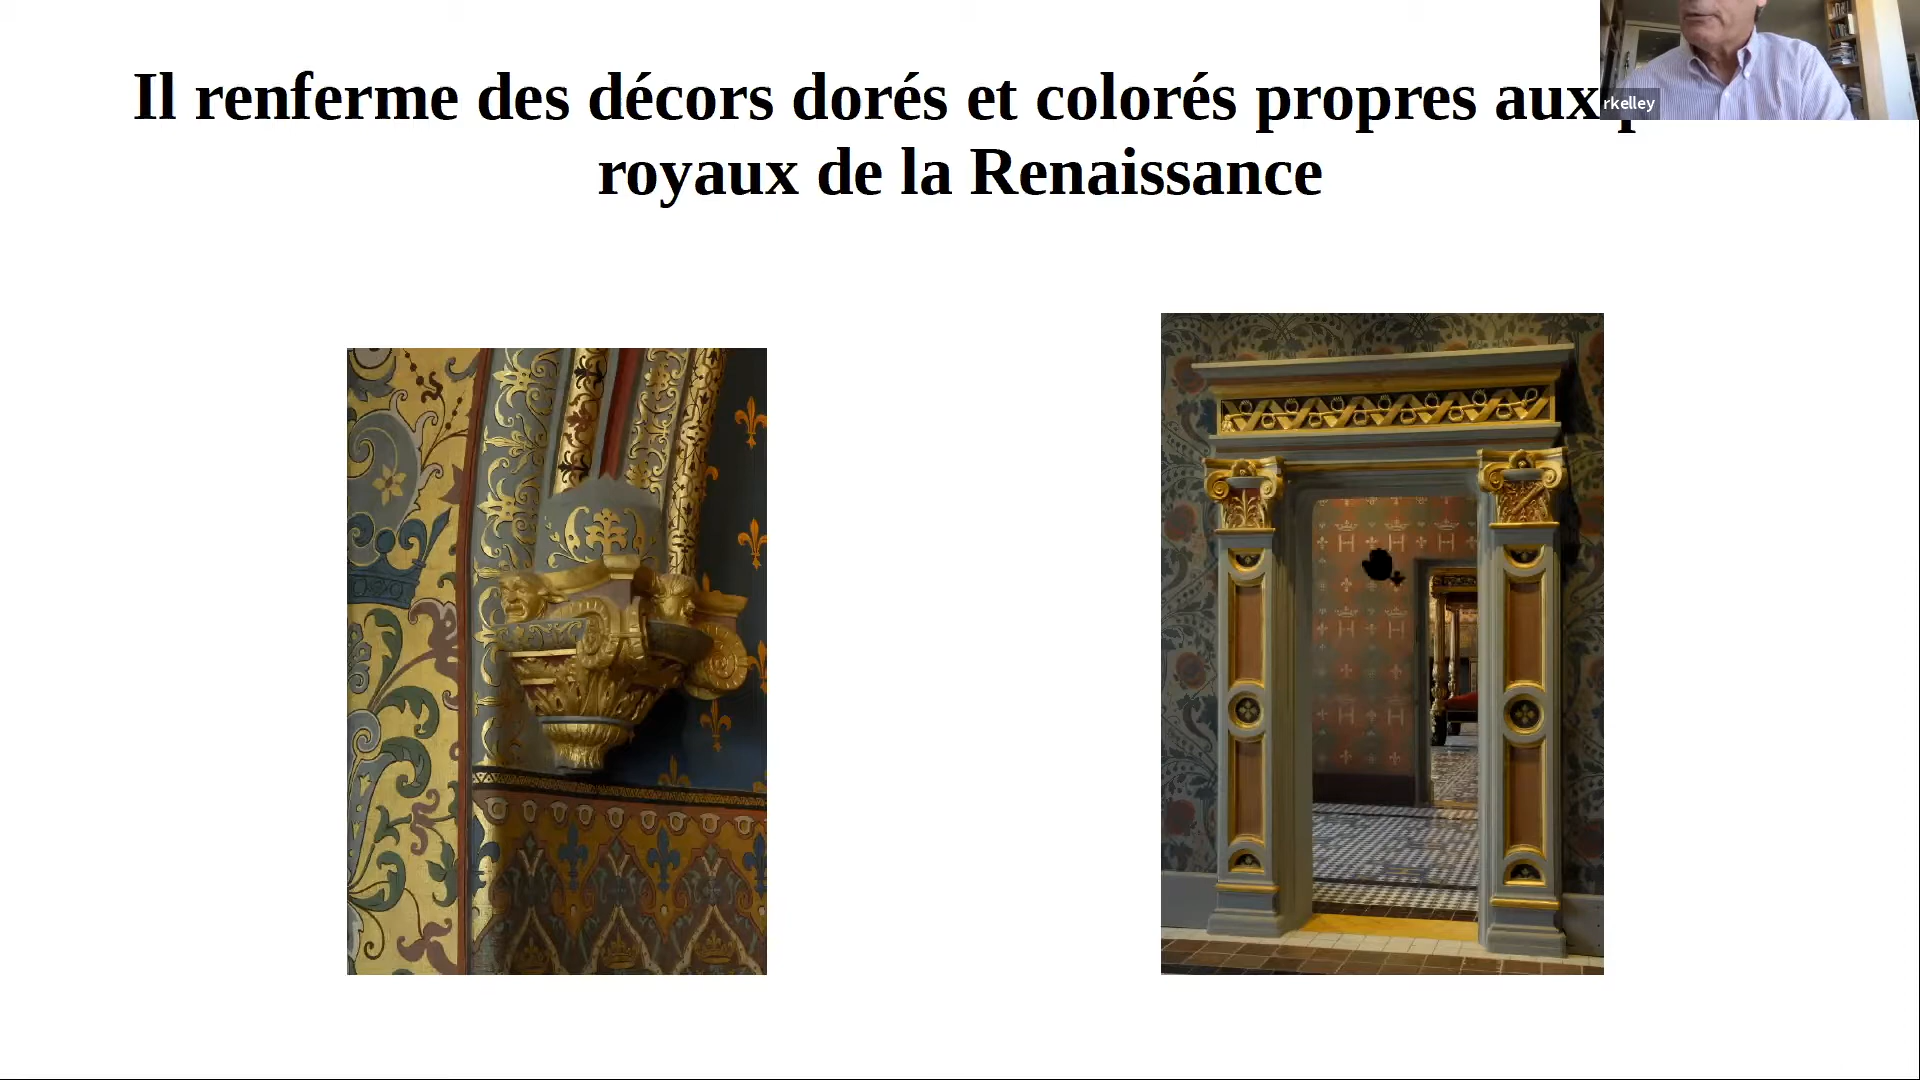 Il renferme des décors dorés et colorés propres aux
royaux de la Renaissance
rkelley